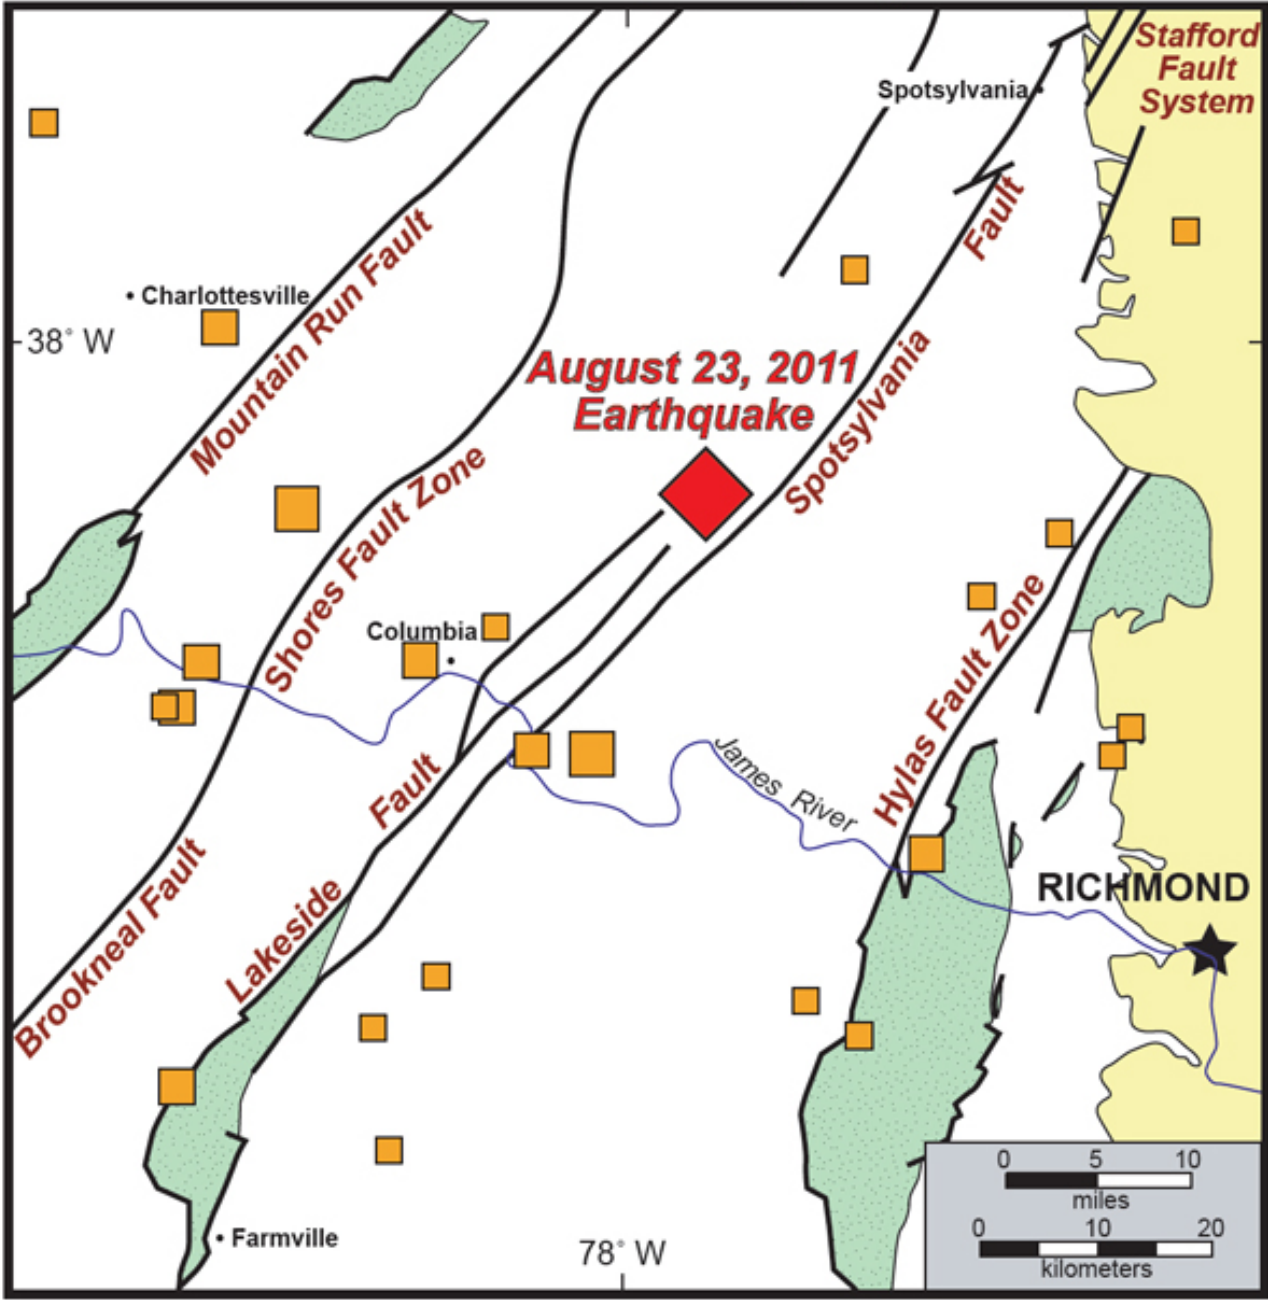 Stafford
Fault
System
Spotsylvania
Charlottesville
38° W
Mountain Run Fault
August 23, 2011
Earthquake
Spotsylvania Fault
Shores Fault Zone
Columbia
Hylas Fault Zone
James River
Lakeside Fault
Brookneal Fault
RICHMOND
Farmville
78° W
0 5 10
miles
0 10 20
kilometers